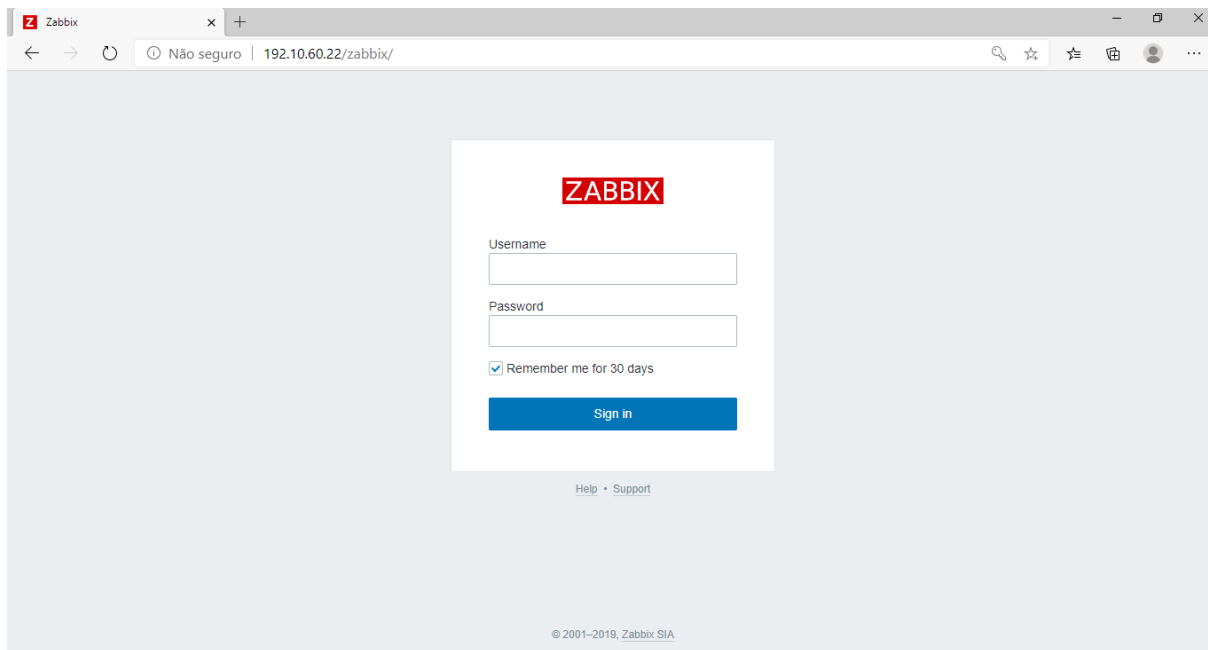 Z Zabbix
Não seguro | 192.10.60.22/zabbix/
ZABBIX
Username
Password
Remember me for 30 days
Sign in
Help • Support
© 2001–2019, Zabbix SIA